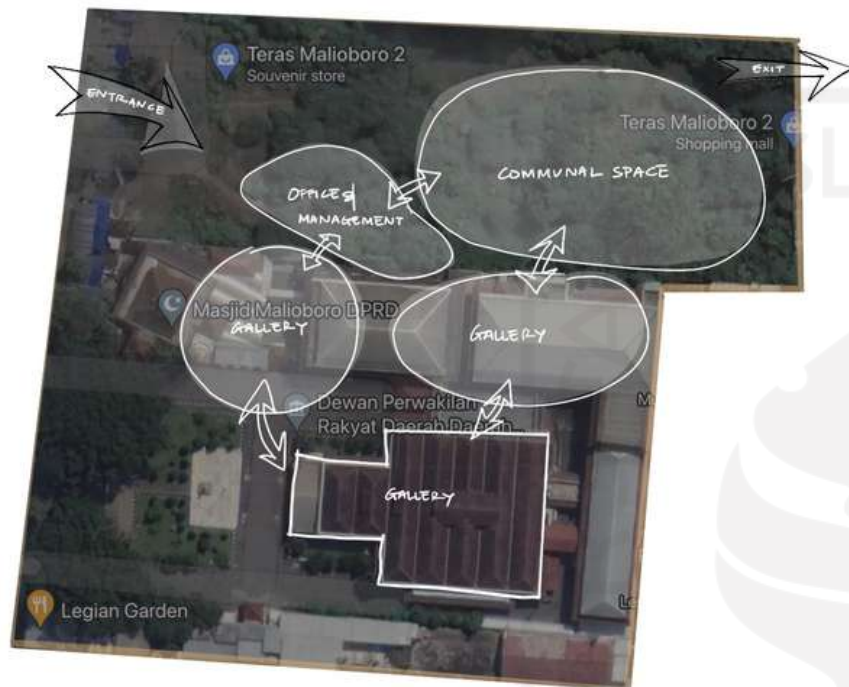 Teras Malioboro 2
Souvenir store
ENTRANCE
EXIT
Teras Malioboro 2
Shopping mall
COMMUNAL SPACE
OFFICE &
MANAGEMENT
Masjid Malioboro DPRD
GALLERY
GALLERY
Dewan Perwakilan
Rakyat Daerah Daerah...
GALLERY
Legian Garden